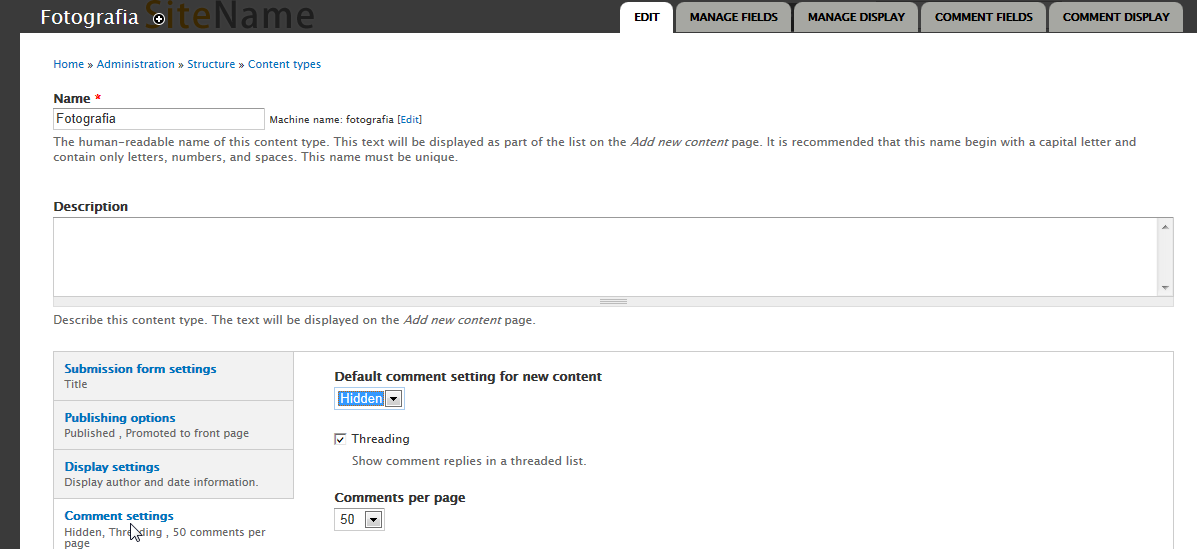 Fotografia
SiteName
EDIT MANAGE FIELDS MANAGE DISPLAY COMMENT FIELDS COMMENT DISPLAY
Home » Administration » Structure » Content types
Name *
Fotografia Machine name: fotografia [Edit]
The human-readable name of this content type. This text will be displayed as part of the list on the Add new content page. It is recommended that this name begin with a capital letter and
contain only letters, numbers, and spaces. This name must be unique.
Description
Describe this content type. The text will be displayed on the Add new content page.
Submission form settings
Title
Publishing options
Published , Promoted to front page
Display settings
Display author and date information.
Comment settings
Hidden, Threading , 50 comments per
page
Default comment setting for new content
Hidden
Threading
Show comment replies in a threaded list.
Comments per page
50